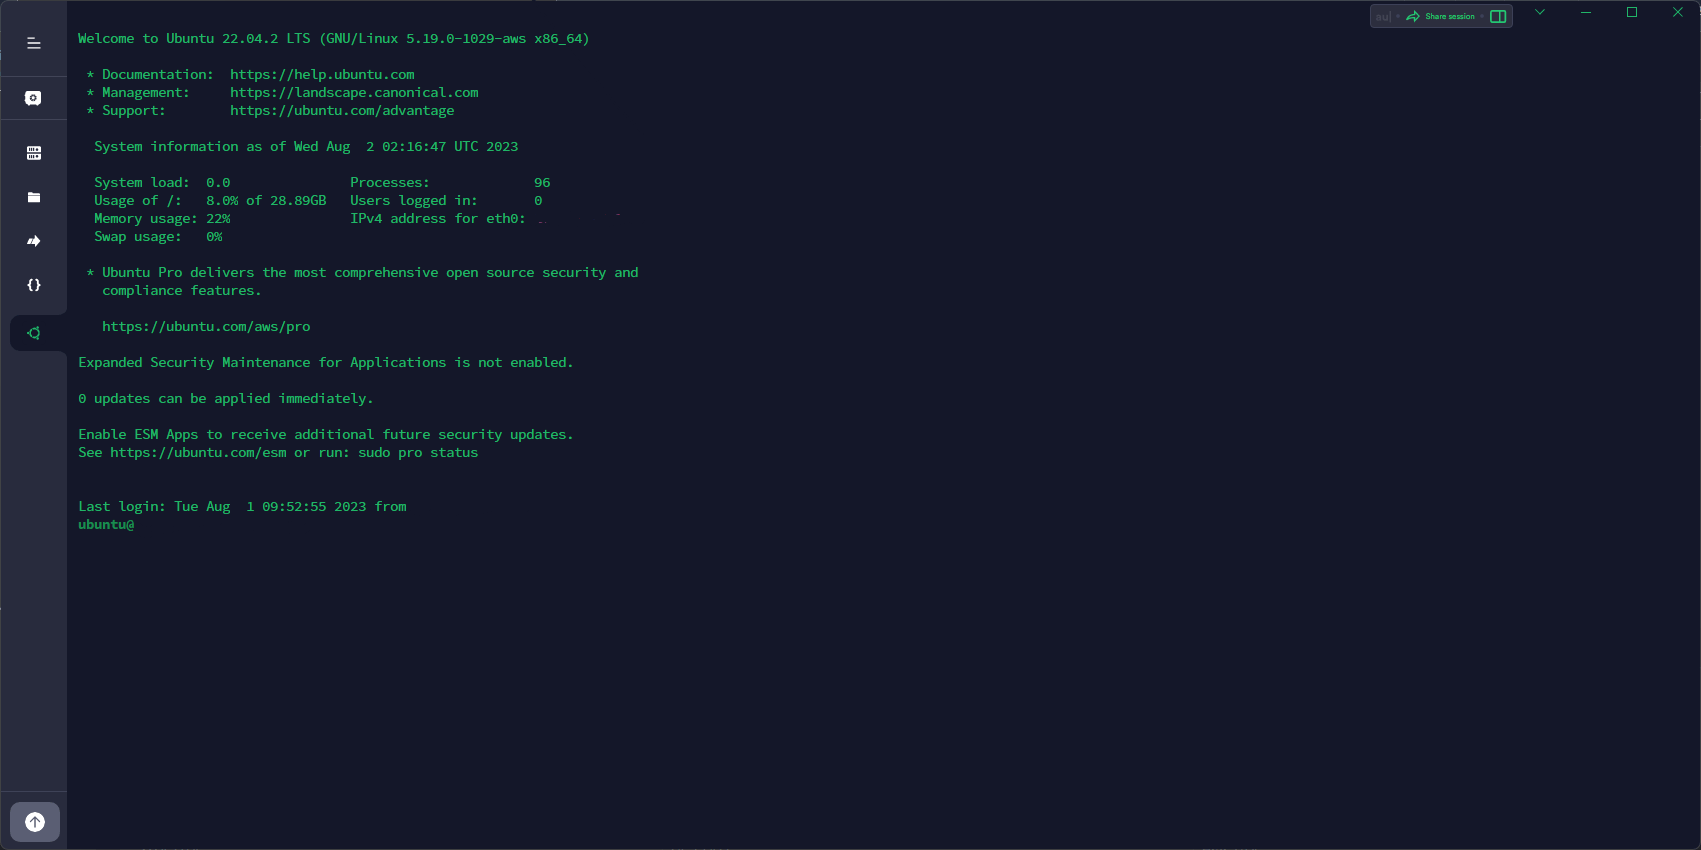 Share session
Welcome to Ubuntu 22.04.2 LTS (GNU/Linux 5.19.0-1029-aws x86_64)
* Documentation:  https://help.ubuntu.com
* Management:     https://landscape.canonical.com
* Support:        https://ubuntu.com/advantage
System information as of Wed Aug  2 02:16:47 UTC 2023
System load:  0.0               Processes:             96
Usage of /:   8.0% of 28.89GB   Users logged in:       0
Memory usage: 22%               IPv4 address for eth0:
Swap usage:   0%
* Ubuntu Pro delivers the most comprehensive open source security and
compliance features.
https://ubuntu.com/aws/pro
Expanded Security Maintenance for Applications is not enabled.
0 updates can be applied immediately.
Enable ESM Apps to receive additional future security updates.
See https://ubuntu.com/esm or run: sudo pro status
Last login: Tue Aug  1 09:52:55 2023 from
ubuntu@